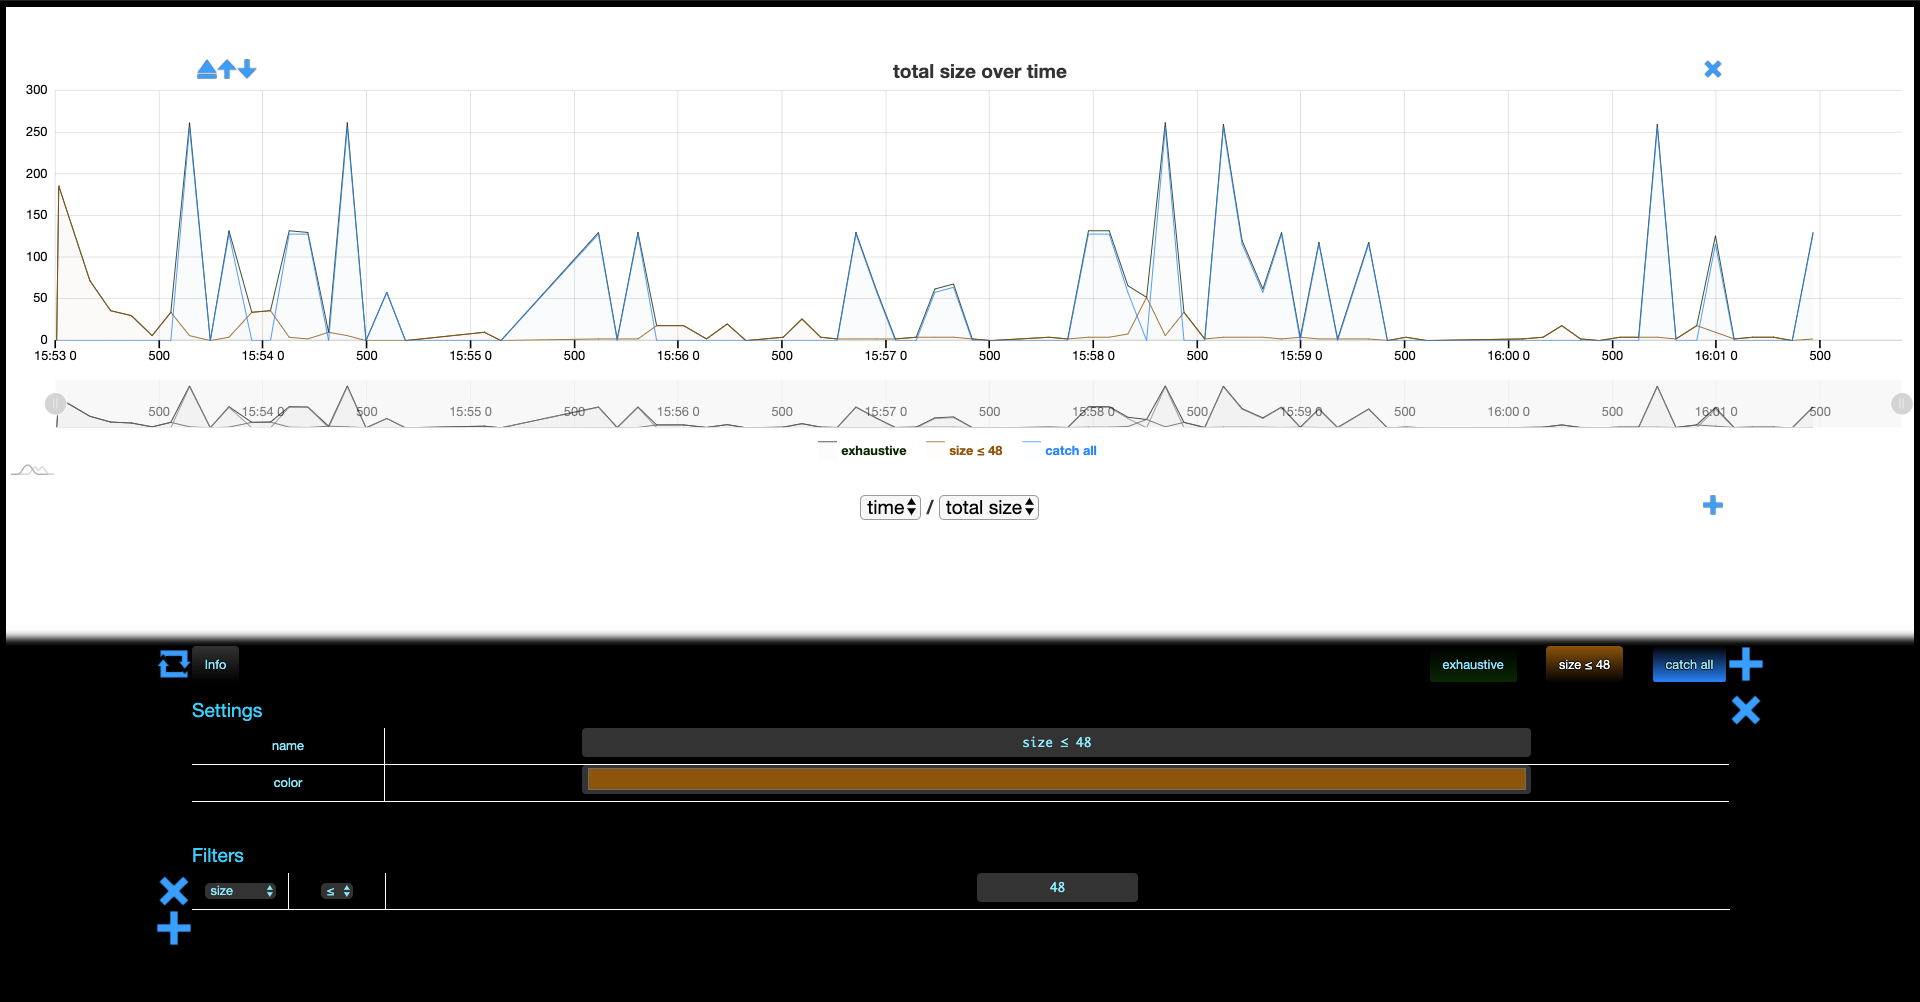 total size over time
300
250
200
150
100
50
0
15:53 0 500 15:54 0 500 15:55 0 500 15:56 0 500 15:57 0 500 15:58 0 500 15:59 0 500 16:00 0 500 16:01 0 500
500 15:54 0 500 15:55 0 500 15:56 0 500 15:57 0 500 15:58 0 500 15:59 0 500 16:00 0 500 16:01 0 500
exhaustive size ≤ 48 catch all
time / total size
Info exhaustive size ≤ 48 catch all
Settings
name size ≤ 48
color
Filters
size ≤ 48